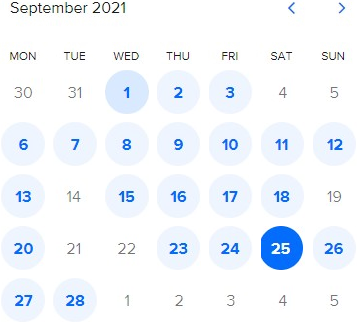 September 2021
MON TUE WED THU FRI SAT SUN
30 31 1 2 3 4 5
6 7 8 9 10 11 12
13 14 15 16 17 18 19
20 21 22 23 24 25 26
27 28 1 2 3 4 5